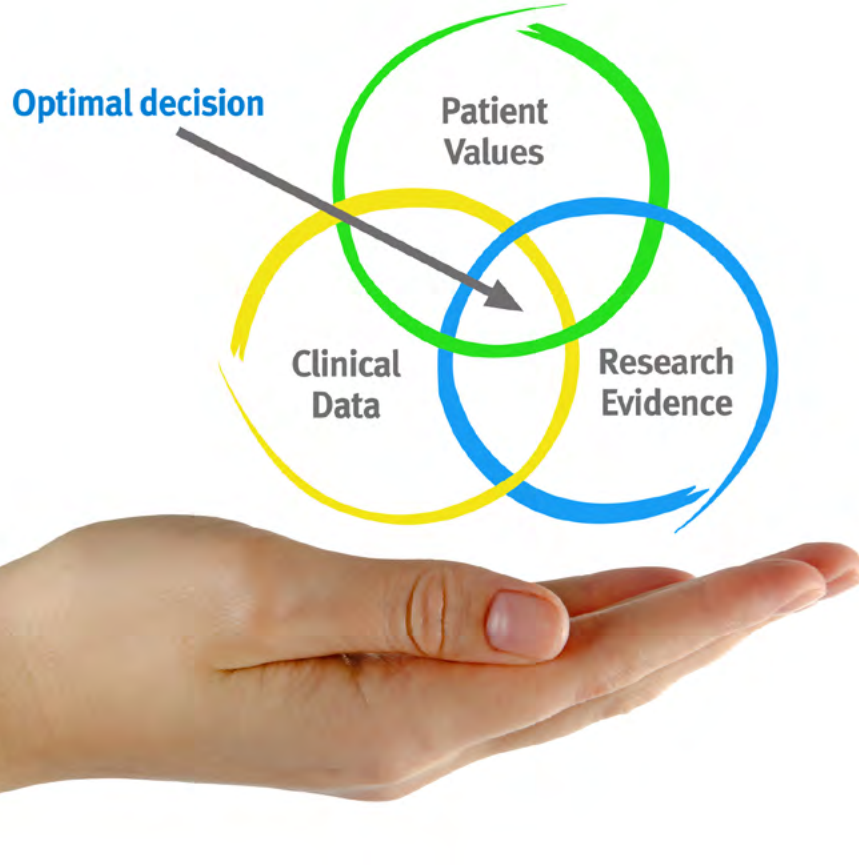 Optimal decision
Patient
Values
Clinical
Data
Research
Evidence